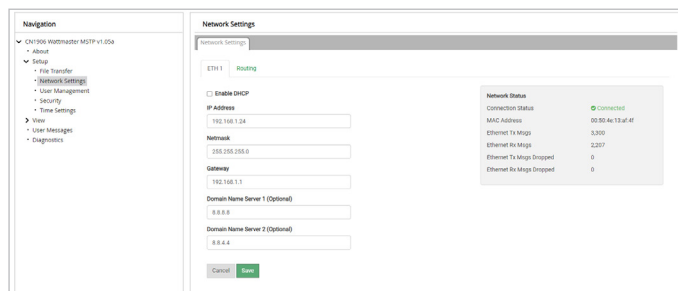 Navigation
CN1906 Wattmaster MSTP v1.05a
About
Setup
File Transfer
Network Settings
User Management
Security
Time Settings
View
User Messages
Diagnostics
Network Settings
Network Settings
ETH 1 Routing
Enable DHCP
IP Address
192.168.1.24
Netmask
255.255.255.0
Gateway
192.168.1.1
Domain Name Server 1 (Optional)
8.8.8.8
Domain Name Server 2 (Optional)
8.8.4.4
Cancel Save
Network Status
Connection Status Connected
MAC Address 00:50:4e:13:af:4f
Ethernet Tx Msgs 3,300
Ethernet Rx Msgs 2,207
Ethernet Tx Msgs Dropped 0
Ethernet Rx Msgs Dropped 0